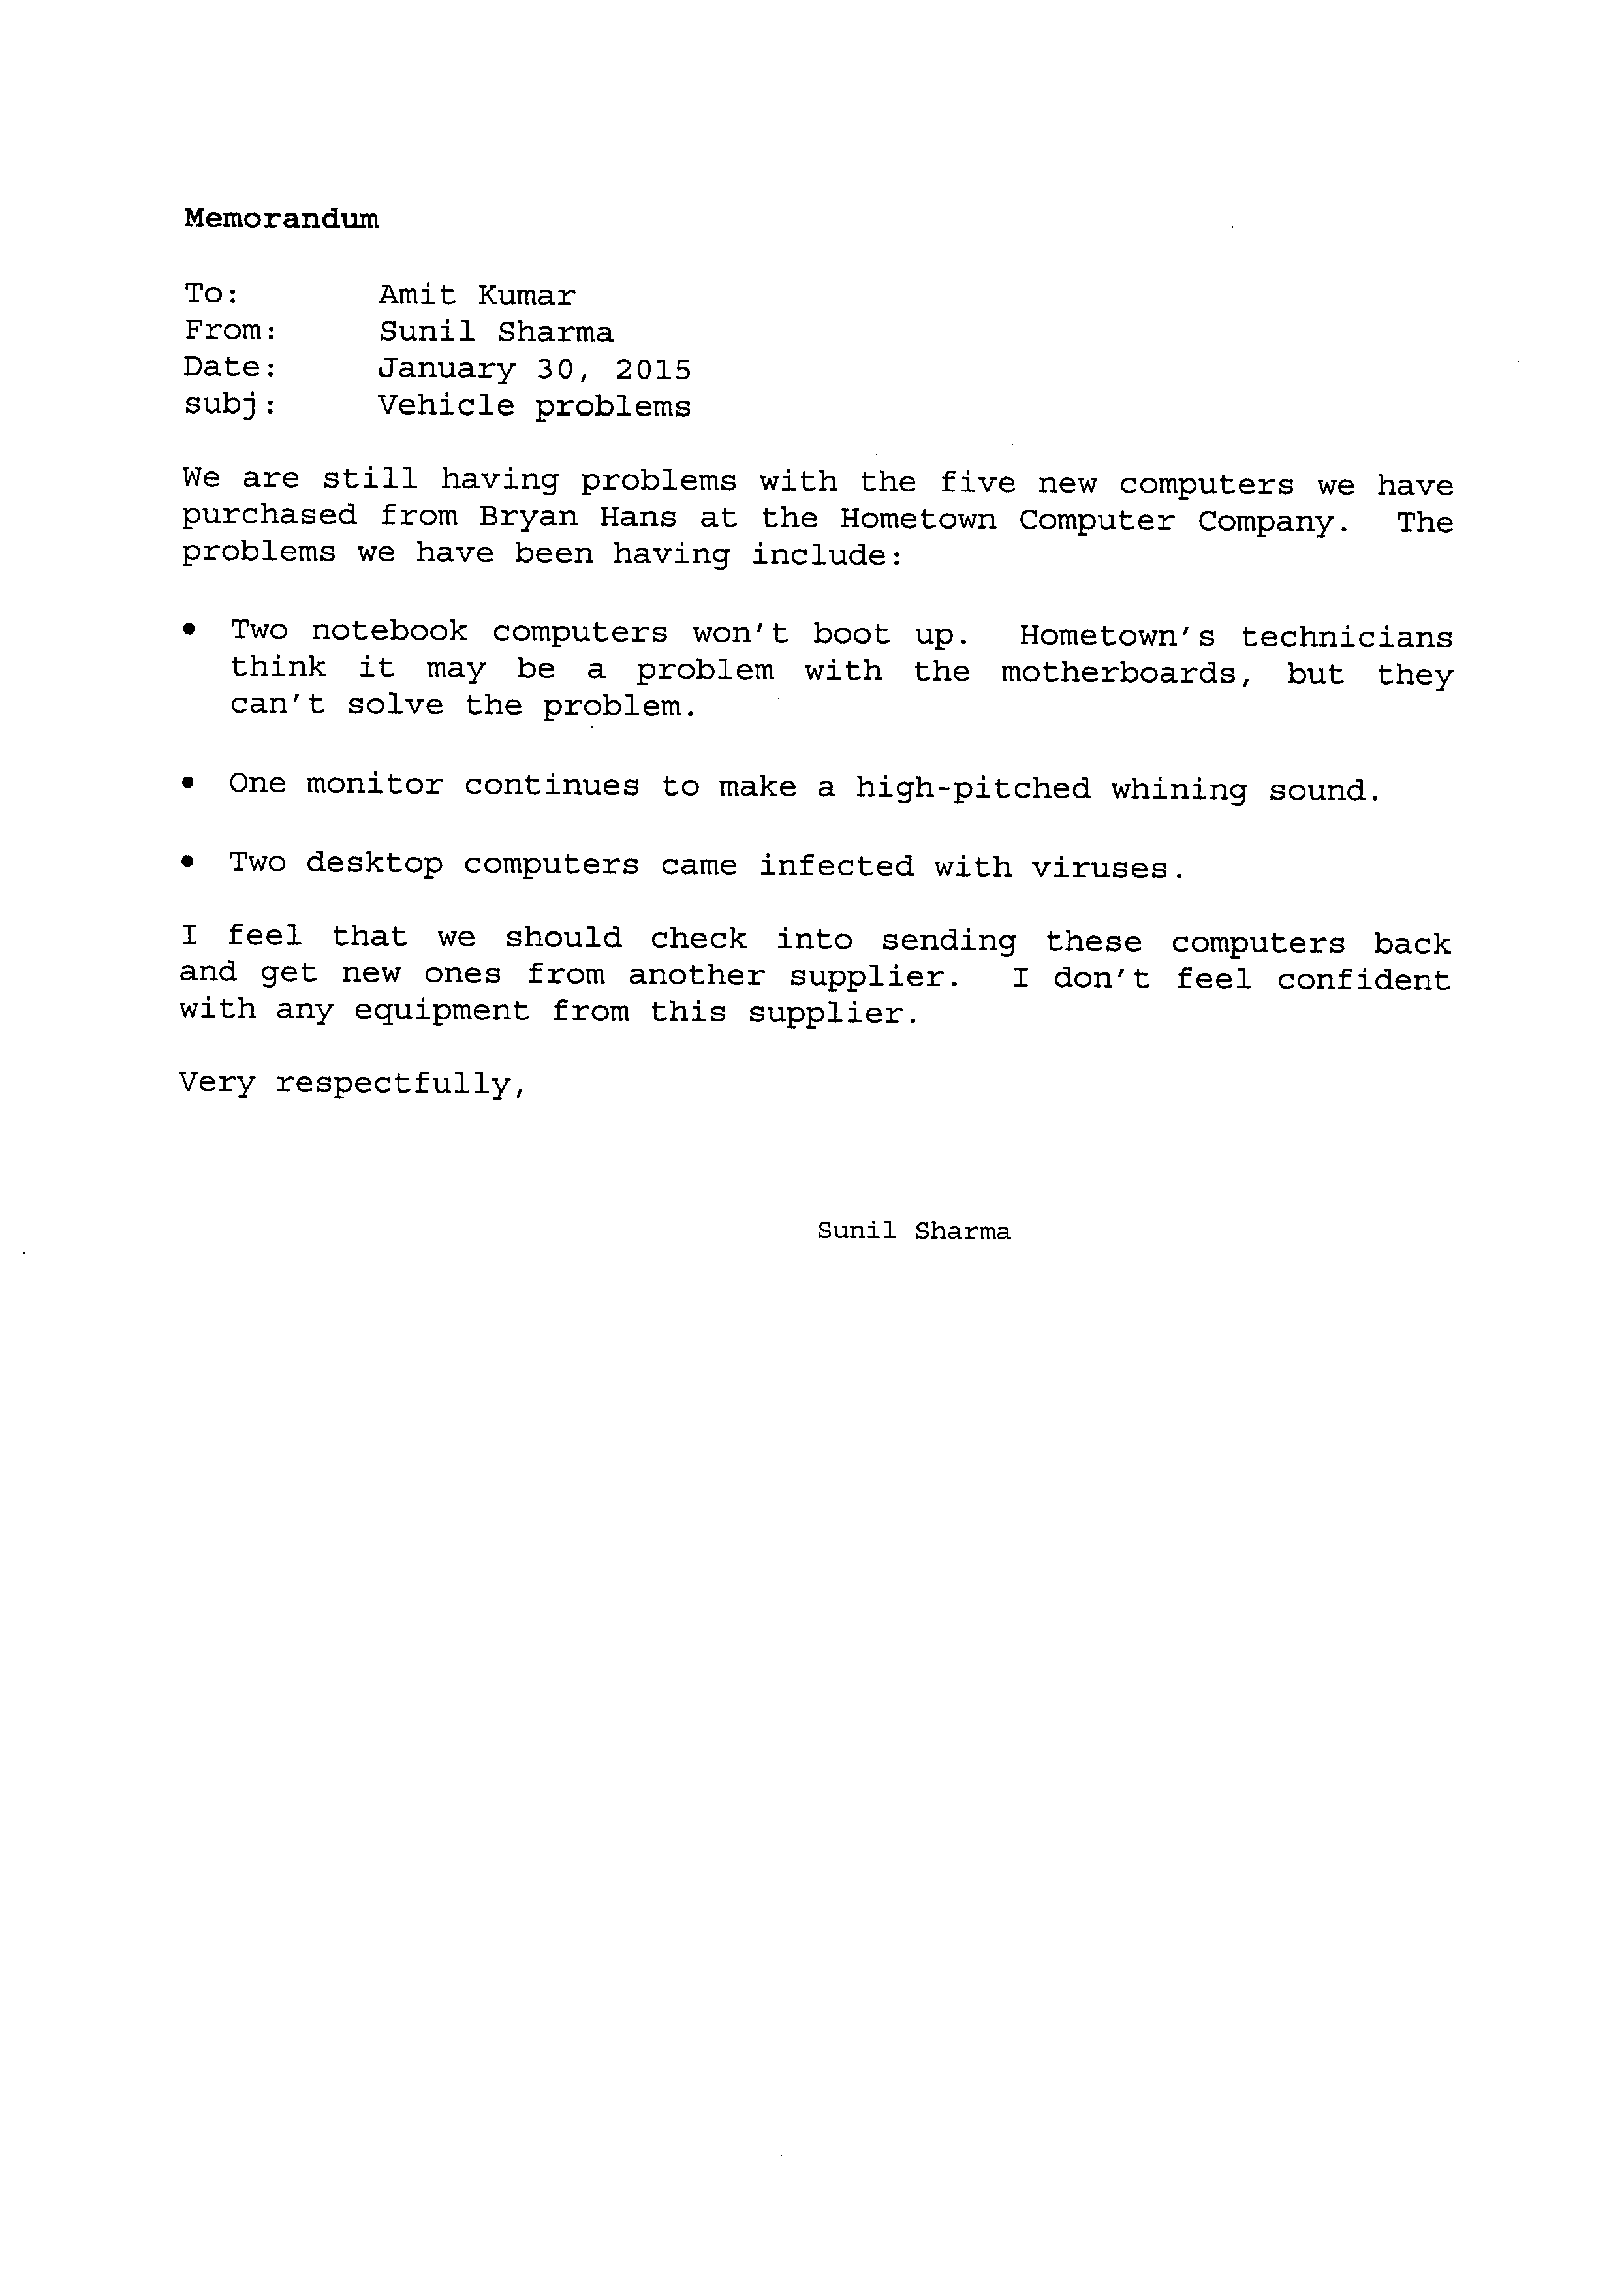 Memorandum
To: Amit Kumar
From: Sunil Sharma
Date: January 30, 2015
subj: Vehicle problems
We are still having problems with the five new computers we have
purchased from Bryan Hans at the Hometown Computer Company. The
problems we have been having include:
• Two notebook computers won't boot up. Hometown's technicians
think it may be a problem with the motherboards, but they
can't solve the problem.
• One monitor continues to make a high-pitched whining sound.
• Two desktop computers came infected with viruses.
I feel that we should check into sending these computers back
and get new ones from another supplier. I don't feel confident
with any equipment from this supplier.
Very respectfully,
Sunil Sharma